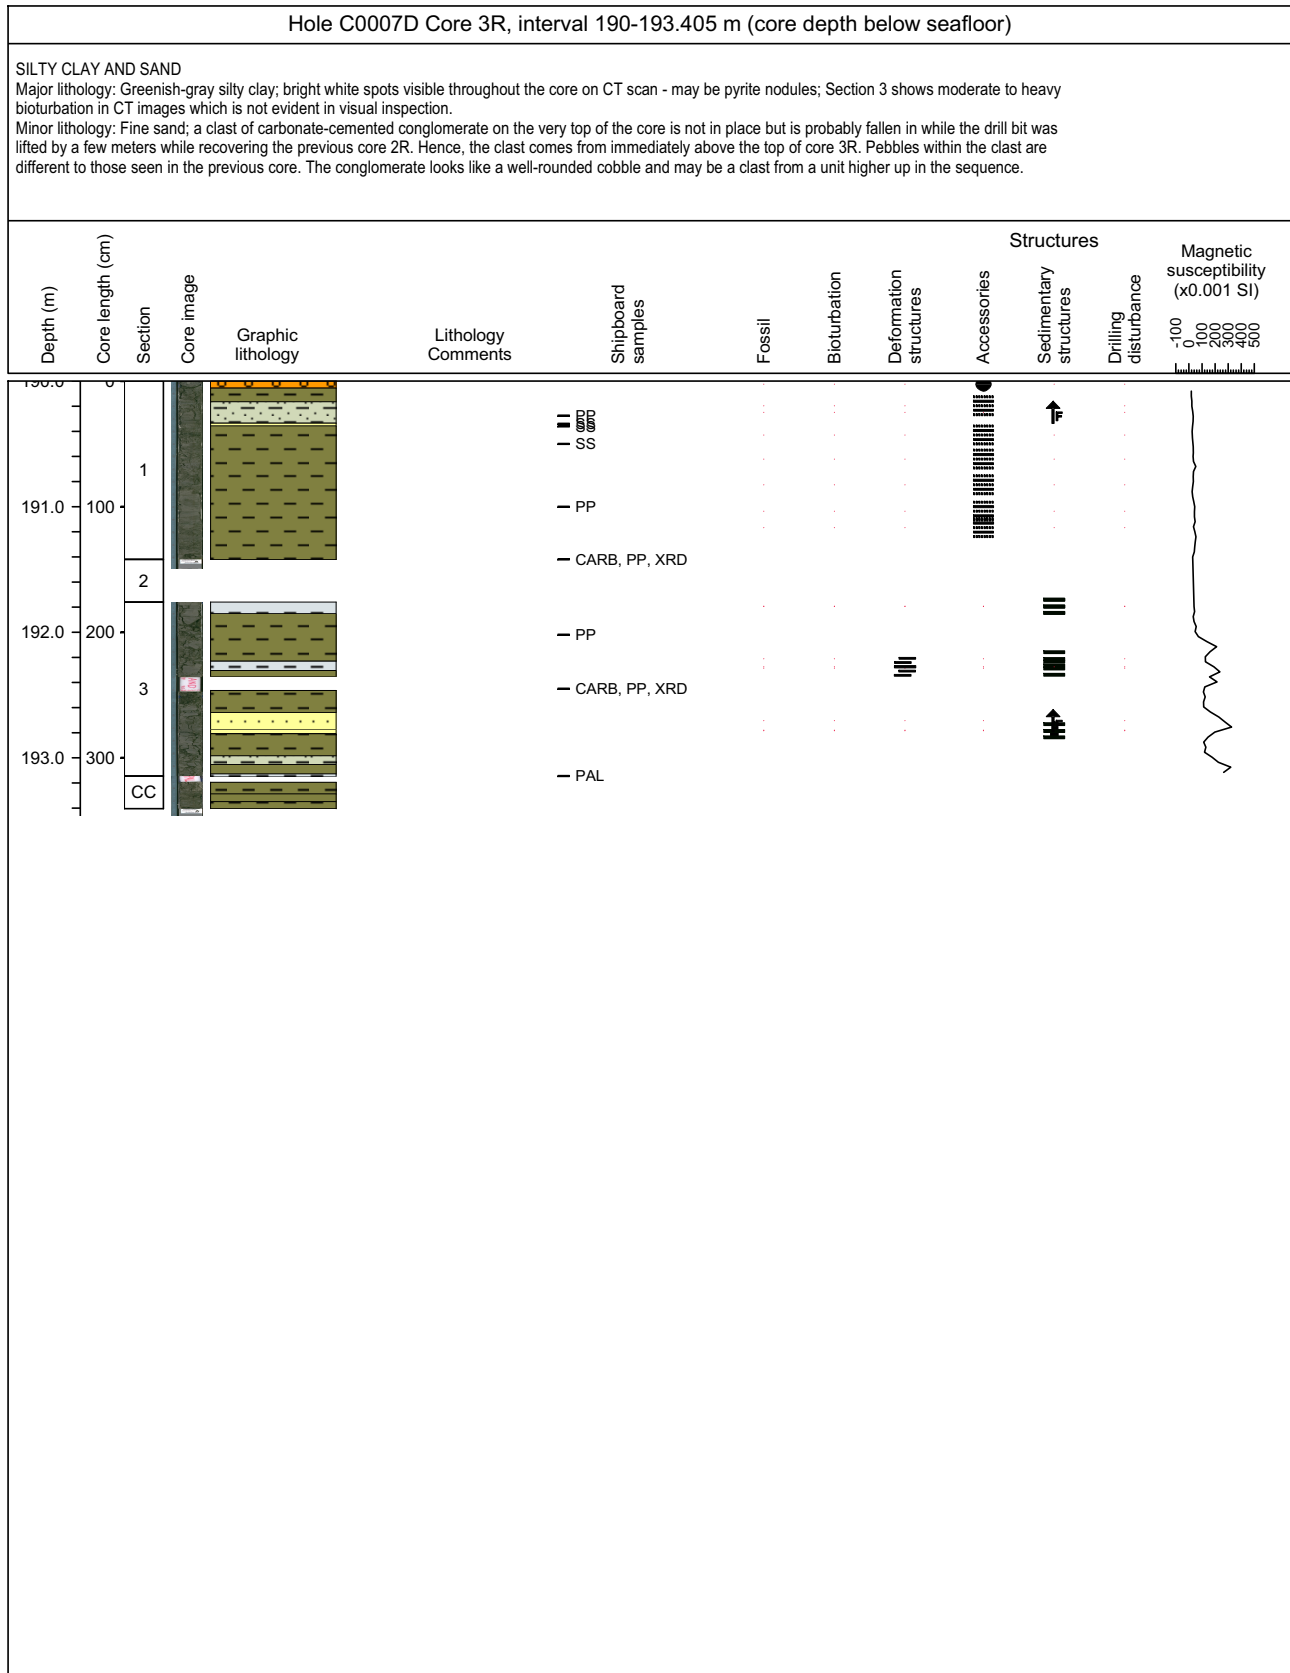 Hole C0007D Core 3R, interval 190-193.405 m (core depth below seafloor)
SILTY CLAY AND SAND
Major lithology: Greenish-gray silty clay; bright white spots visible throughout the core on CT scan - may be pyrite nodules; Section 3 shows moderate to heavy
bioturbation in CT images which is not evident in visual inspection.
Minor lithology: Fine sand; a clast of carbonate-cemented conglomerate on the very top of the core is not in place but is probably fallen in while the drill bit was
lifted by a few meters while recovering the previous core 2R. Hence, the clast comes from immediately above the top of core 3R. Pebbles within the clast are
different to those seen in the previous core. The conglomerate looks like a well-rounded cobble and may be a clast from a unit higher up in the sequence.
Depth (m)
Core length (cm)
Section
Core image
Graphic
lithology
Lithology
Comments
Shipboard
samples
Fossil
Bioturbation
Deformation
structures
Accessories
Structures
Sedimentary
structures
Drilling
disturbance
Magnetic
susceptibility
(x0.001 SI)
-100
0
100
200
300
400
500
190.0
0
PP
SS
SS
SS
1
191.0
100
PP
CARB, PP, XRD
2
192.0
200
PP
3
CARB, PP, XRD
193.0
300
PAL
CC